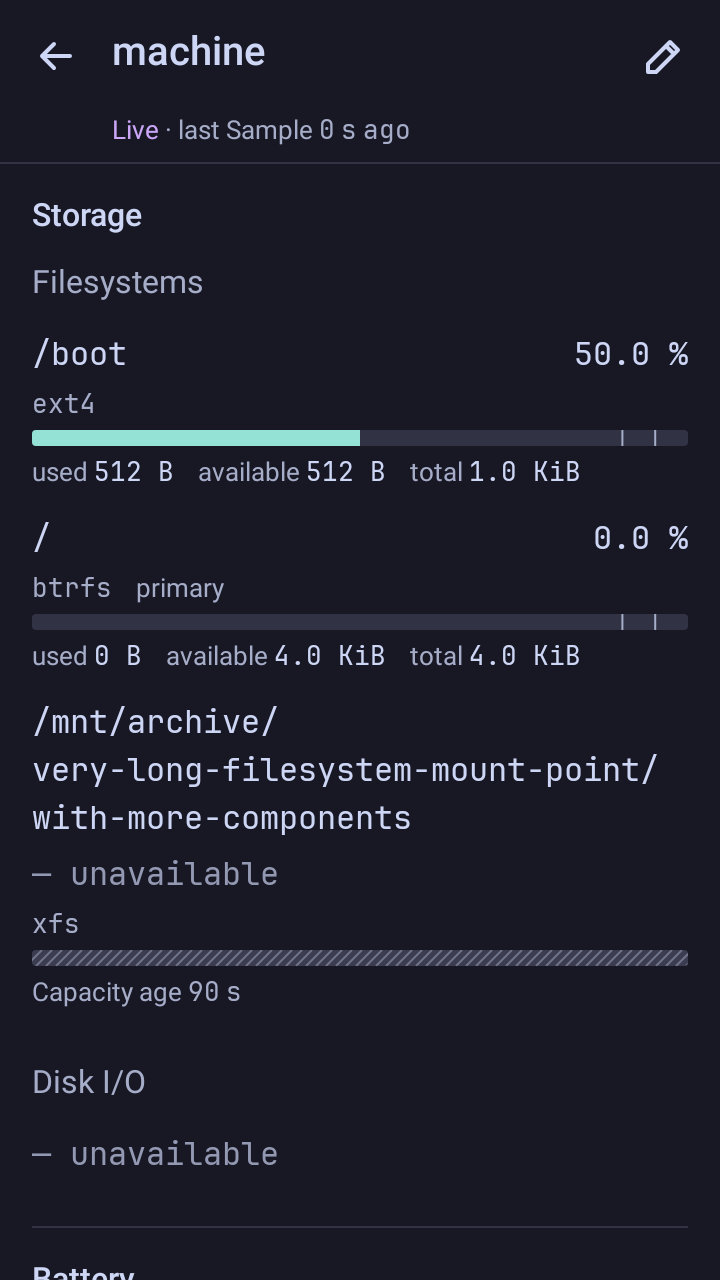 machine
Live · last Sample 0 s ago
Storage
Filesystems
/boot 50.0 %
ext4
used 512 B available 512 B total 1.0 KiB
/ 0.0 %
btrfs primary
used 0 B available 4.0 KiB total 4.0 KiB
/mnt/archive/
very-long-filesystem-mount-point/
with-more-components
— unavailable
xfs
Capacity age 90 s
Disk I/O
— unavailable
Battery